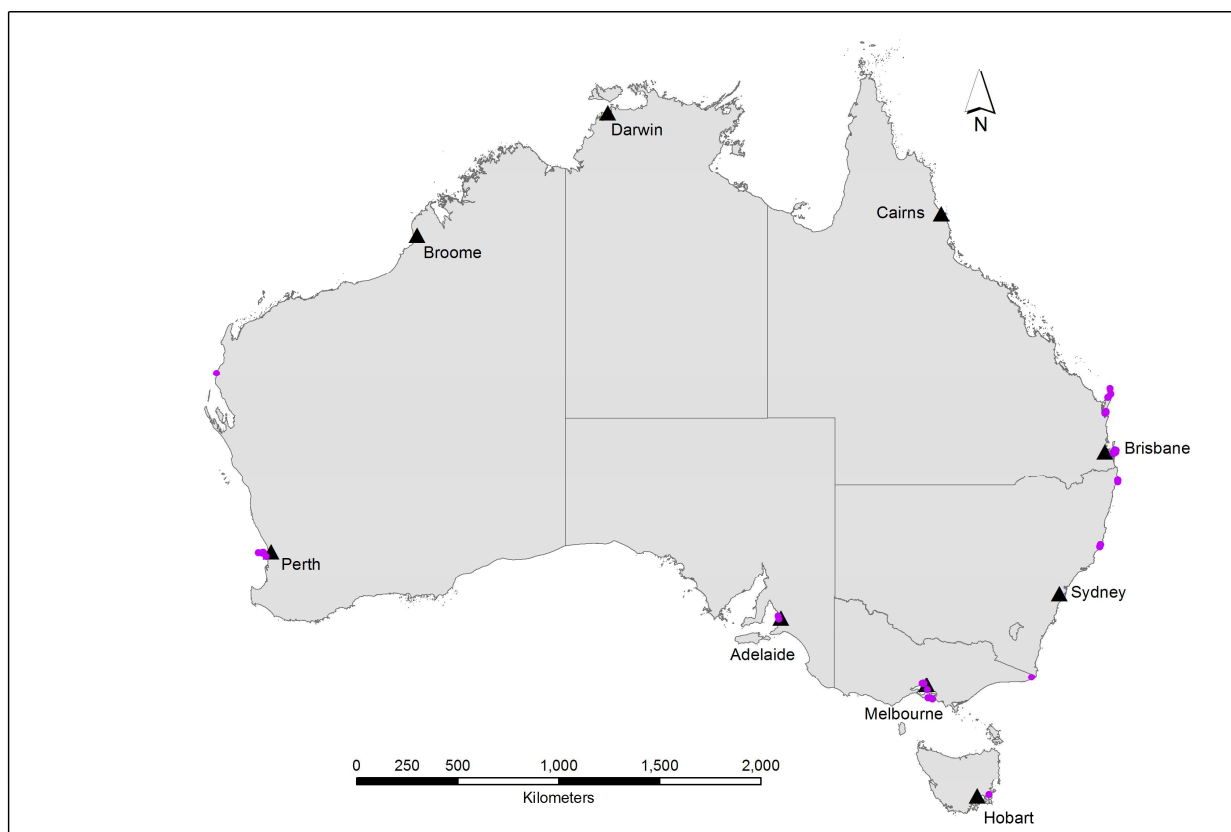 N
Darwin
Cairns
Broome
Brisbane
Perth
Sydney
Adelaide
Melbourne
0 250 500 1,000 1,500 2,000
Kilometers
Hobart